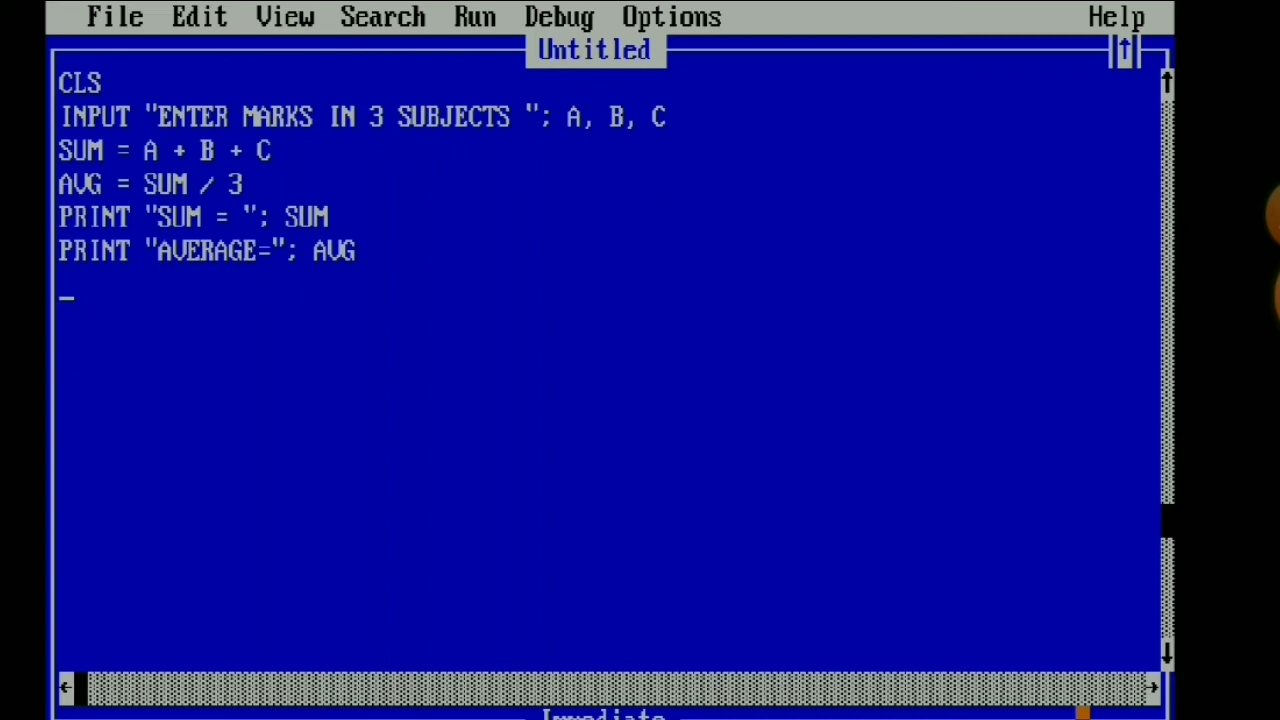 File Edit View Search Run Debug Options Help
Untitled
CLS
INPUT "ENTER MARKS IN 3 SUBJECTS "; A, B, C
SUM = A + B + C
AVG = SUM / 3
PRINT "SUM = "; SUM
PRINT "AVERAGE="; AVG
Immediate